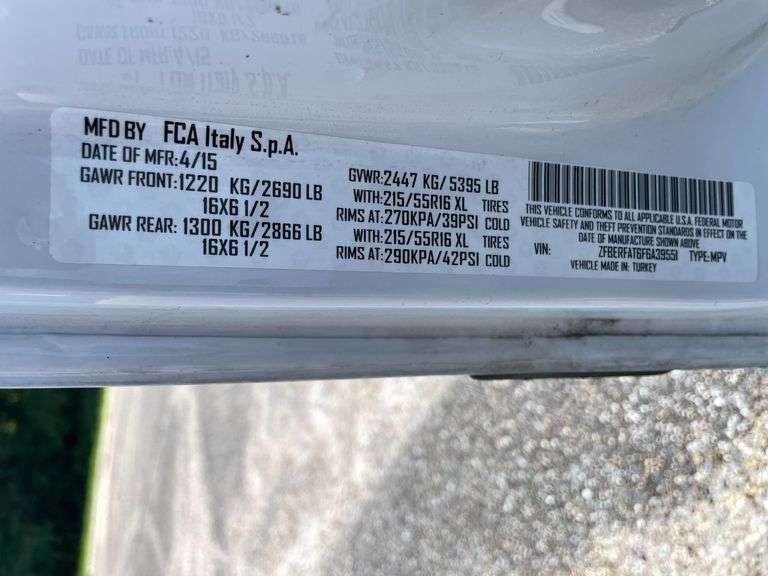 MFD BY FCA Italy S.p.A.
DATE OF MFR:4/15
GAWR FRONT:1220 KG/2690 LB
16X6 1/2
GAWR REAR: 1300 KG/2866 LB
16X6 1/2
GVWR:2447 KG/5395 LB
WITH:215/55R16 XL TIRES
RIMS AT:270KPA/39PSI COLD
WITH:215/55R16 XL TIRES
RIMS AT:290KPA/42PSI COLD
THIS VEHICLE CONFORMS TO ALL APPLICABLE U.S.A. FEDERAL MOTOR
VEHICLE SAFETY AND THEFT PREVENTION STANDARDS IN EFFECT ON THE
DATE OF MANUFACTURE SHOWN ABOVE
VIN: ZFBERFAT6F6A39551 TYPE:MPV
VEHICLE MADE IN: TURKEY